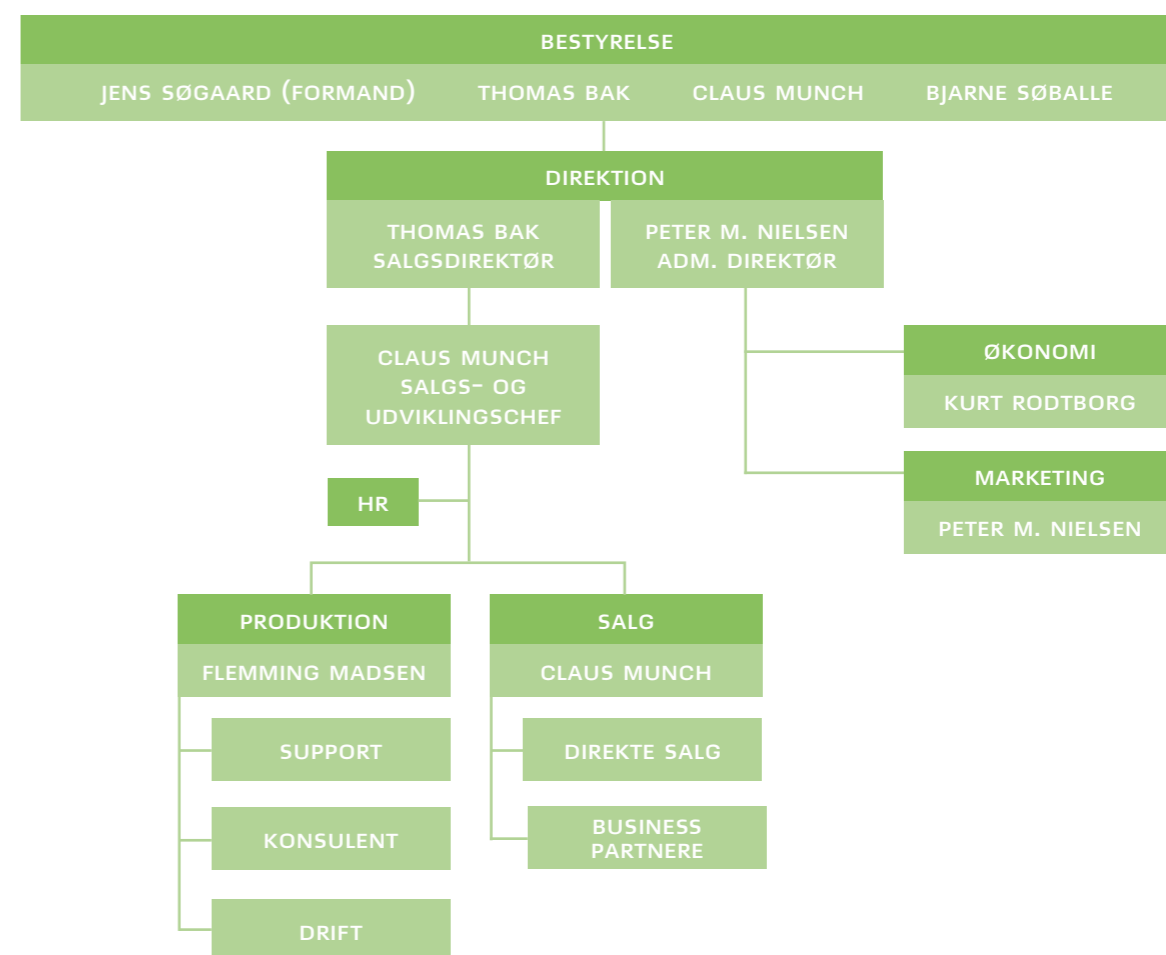 BESTYRELSE
JENS SØGAARD (FORMAND) THOMAS BAK CLAUS MUNCH BJARNE SØBALLE
DIREKTION
THOMAS BAK
SALGSDIREKTØR
PETER M. NIELSEN
ADM. DIREKTØR
CLAUS MUNCH
SALGS- OG
UDVIKLINGSCHEF
ØKONOMI
KURT RODTBORG
MARKETING
PETER M. NIELSEN
HR
PRODUKTION
FLEMMING MADSEN
SUPPORT
KONSULENT
DRIFT
SALG
CLAUS MUNCH
DIREKTE SALG
BUSINESS
PARTNERE